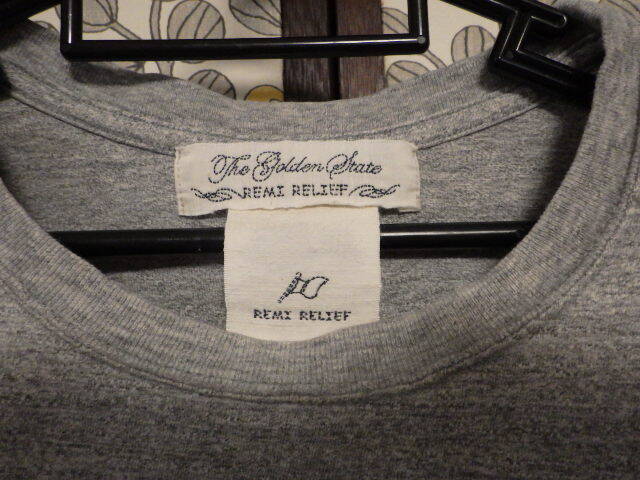 The Golden State
REMI RELIEF
REMI RELIEF